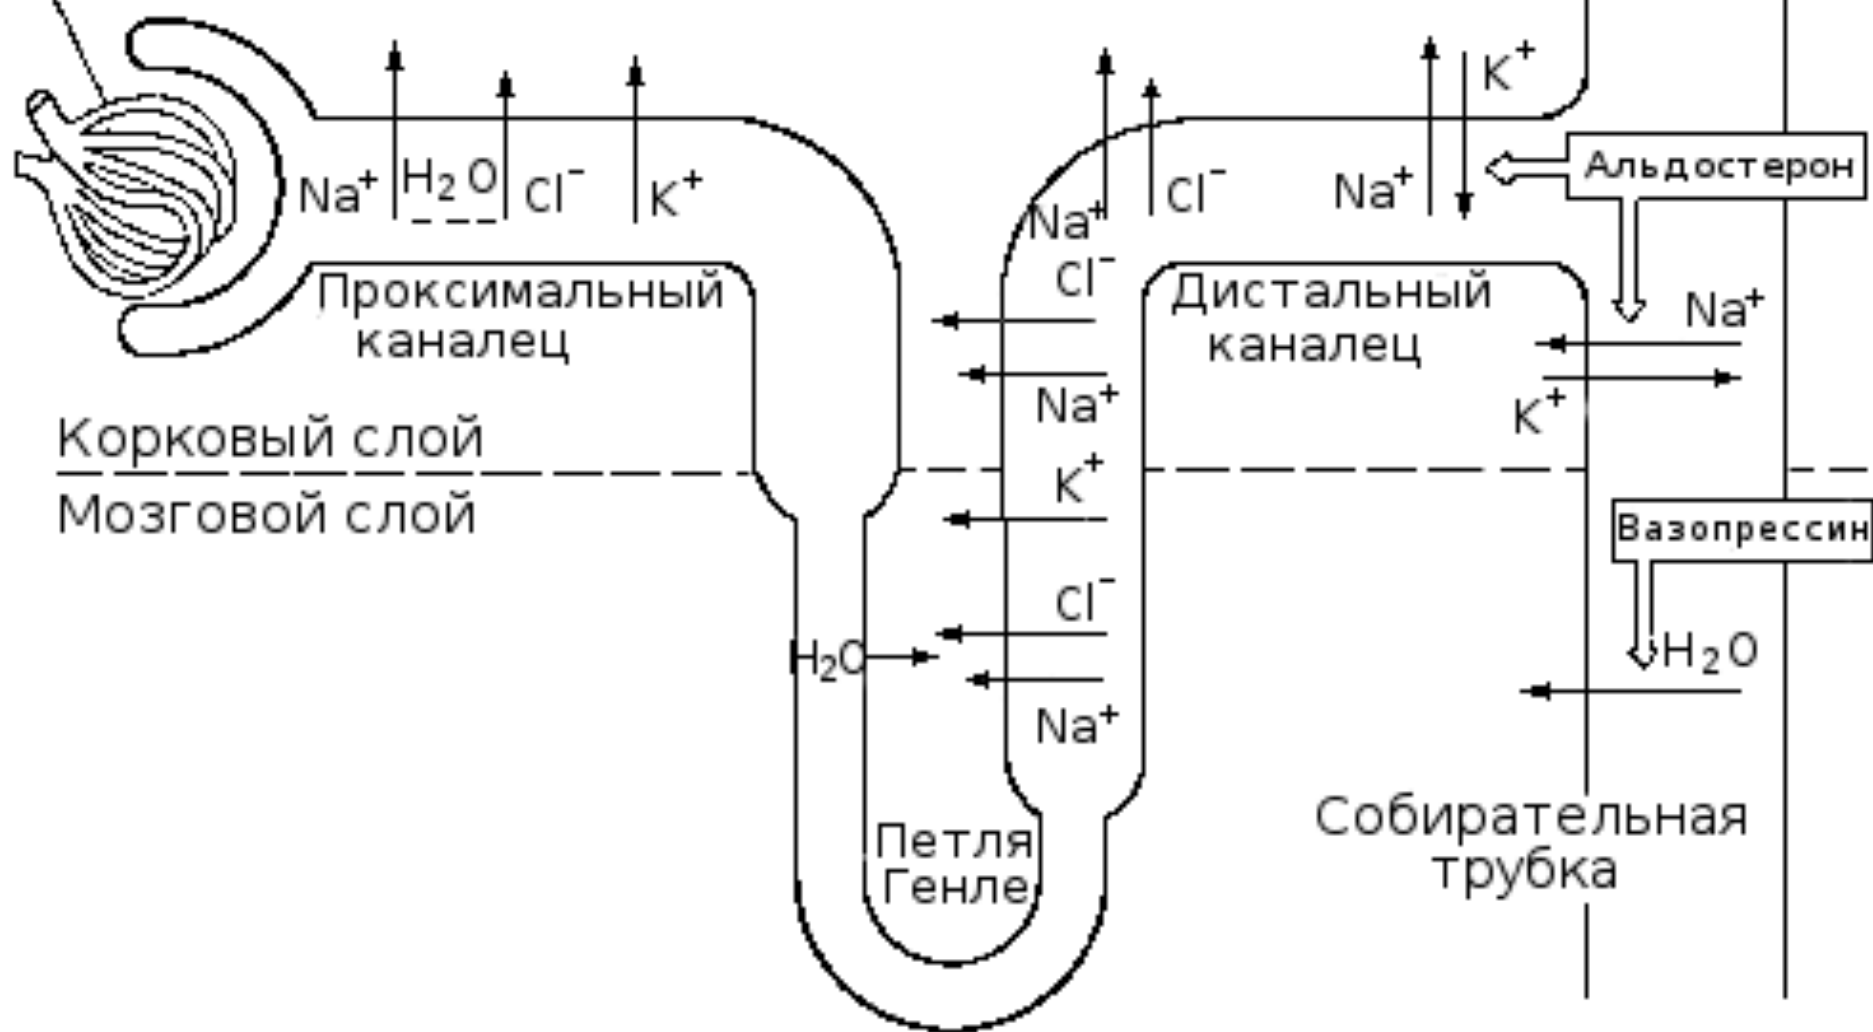 K⁺
Na⁺ H₂O Cl⁻ K⁺
Na⁺ Cl⁻ Na⁺
Альдостерон
Cl⁻
Проксимальный
каналец
Дистальный
каналец
Na⁺
Na⁺
K⁺
Корковый слой
K⁺
Мозговой слой
Вазопрессин
Cl⁻
H₂O
H₂O
Na⁺
Петля
Генле
Собирательная
трубка